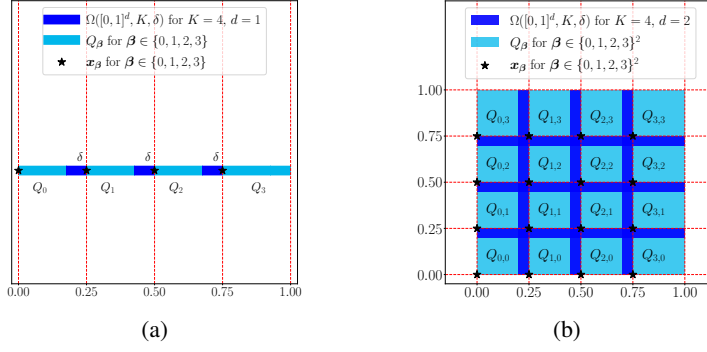 Ω([0, 1]^d, K, δ) for K = 4, d = 1
Q_β for β ∈ {0, 1, 2, 3}
x_β for β ∈ {0, 1, 2, 3}
δ δ δ
Q_0 Q_1 Q_2 Q_3
0.00 0.25 0.50 0.75 1.00
(a)
Ω([0, 1]^d, K, δ) for K = 4, d = 2
Q_β for β ∈ {0, 1, 2, 3}^2
x_β for β ∈ {0, 1, 2, 3}^2
1.00
Q_{0,3} Q_{1,3} Q_{2,3} Q_{3,3}
0.75
Q_{0,2} Q_{1,2} Q_{2,2} Q_{3,2}
0.50
Q_{0,1} Q_{1,1} Q_{2,1} Q_{3,1}
0.25
Q_{0,0} Q_{1,0} Q_{2,0} Q_{3,0}
0.00
0.00 0.25 0.50 0.75 1.00
(b)